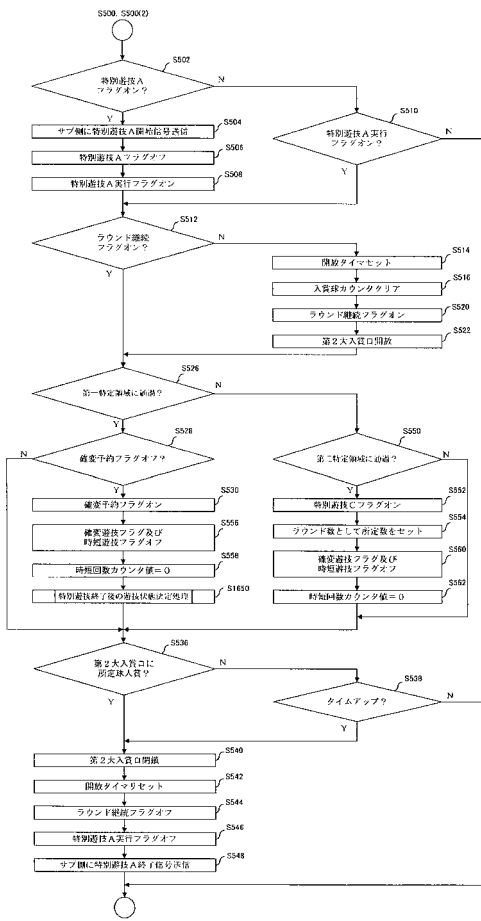 S500, S500(2)
S502
特別遊技A
フラグオン?
N
Y
S504
サブ側に特別遊技A開始信号送信
S506
特別遊技Aフラグオフ
S508
特別遊技A実行フラグオン
S510
特別遊技A実行
フラグオン?
N
Y
S512
ラウンド継続
フラグオン?
N
Y
S514
開放タイマセット
S516
入賞球カウンタクリア
S520
ラウンド継続フラグオン
S522
第2大入賞口開放
S526
第一特定領域に通過?
N
Y
S528
確変予約フラグオフ?
N
Y
S530
確変予約フラグオン
S556
確変遊技フラグ及び
時短遊技フラグオフ
S558
時短回数カウンタ値=0
S1650
特別遊技終了後の遊技状態決定処理
S550
第二特定領域に通過?
N
Y
S552
特別遊技Cフラグオン
S554
ラウンド数として所定数をセット
S560
確変遊技フラグ及び
時短遊技フラグオフ
S562
時短回数カウンタ値=0
S536
第2大入賞口に
所定球入賞?
N
Y
S538
タイムアップ?
N
Y
S540
第2大入賞口閉鎖
S542
開放タイマリセット
S544
ラウンド継続フラグオフ
S546
特別遊技A実行フラグオフ
S548
サブ側に特別遊技A終了信号送信